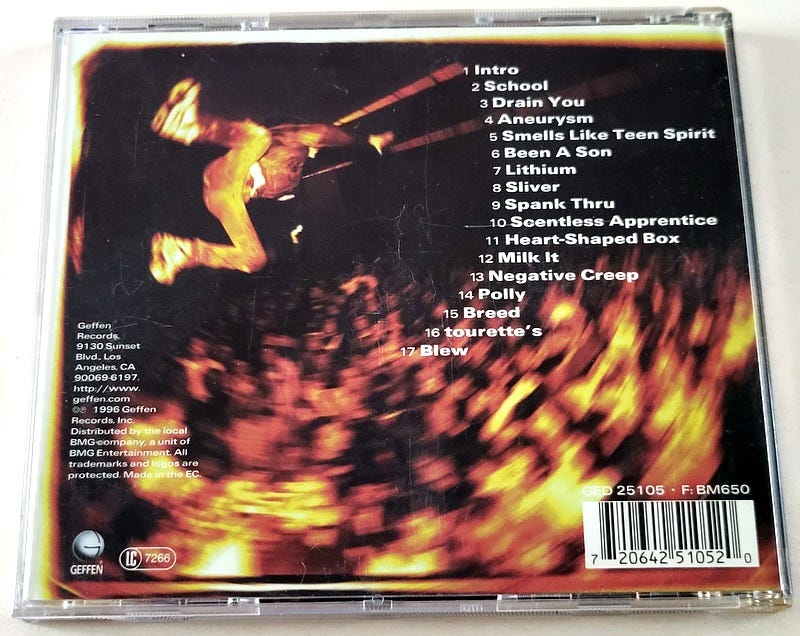 1 Intro
2 School
3 Drain You
4 Aneurysm
5 Smells Like Teen Spirit
6 Been A Son
7 Lithium
8 Sliver
9 Spank Thru
10 Scentless Apprentice
11 Heart-Shaped Box
12 Milk It
13 Negative Creep
14 Polly
15 Breed
16 tourette's
17 Blew
Geffen
Records,
9130 Sunset
Blvd., Los
Angeles, CA
90069-6197.
http://www.
geffen.com
©℗ 1996 Geffen
Records, Inc.
Distributed by the local
BMG company, a unit of
BMG Entertainment. All
trademarks and logos are
protected. Made in the EC.
GEFFEN
LC 7266
GED 25105 · F: BM650
7 20642 51052 0